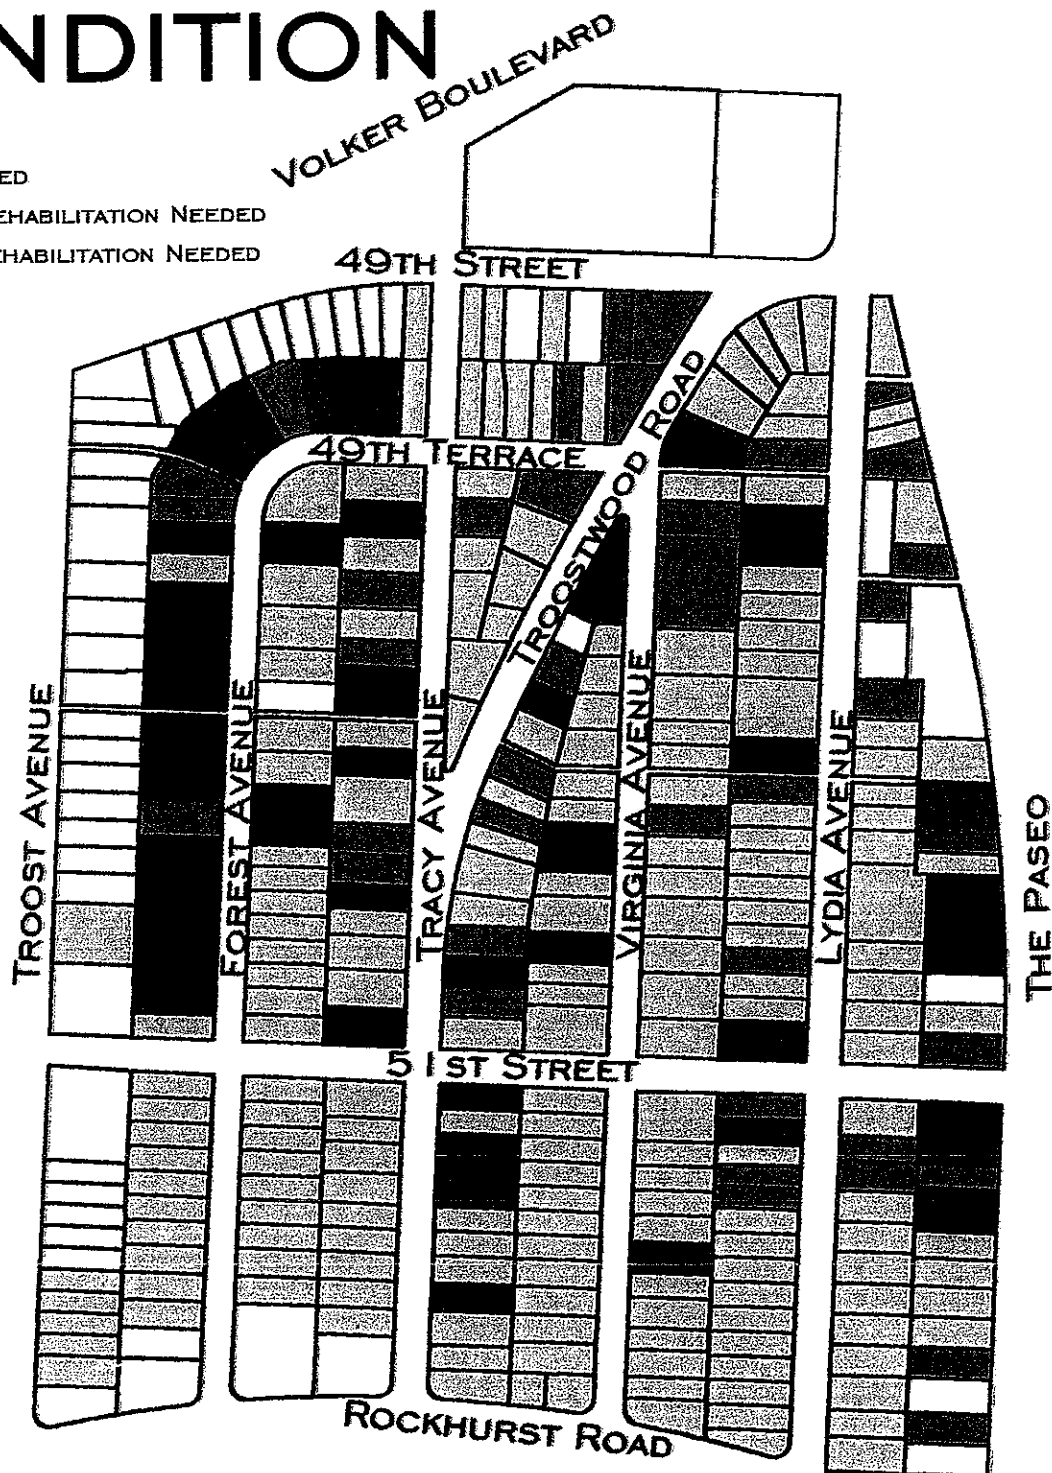 NDITION
VOLKER BOULEVARD
ED
EHABILITATION NEEDED
EHABILITATION NEEDED
49TH STREET
49TH TERRACE
TROOSTWOOD ROAD
TROOST AVENUE
FOREST AVENUE
TRACY AVENUE
VIRGINIA AVENUE
LYDIA AVENUE
THE PASEO
51ST STREET
ROCKHURST ROAD